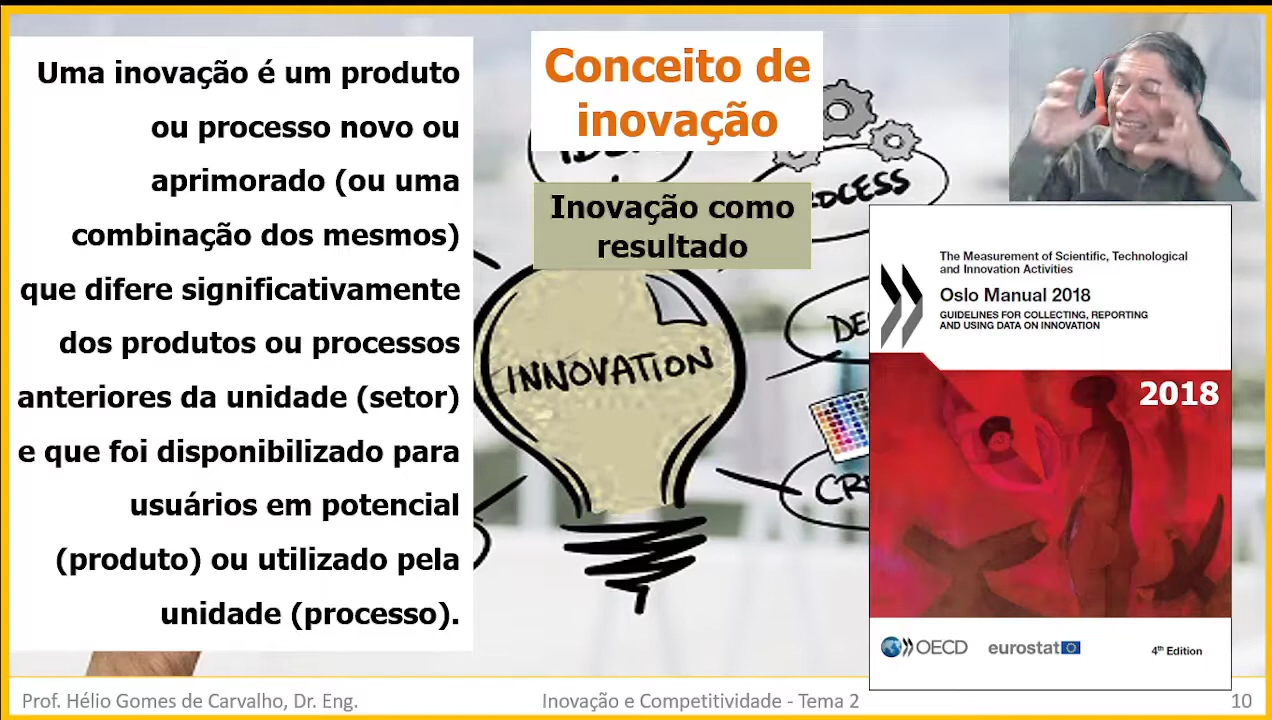 Uma inovação é um produto
ou processo novo ou
aprimorado (ou uma
combinação dos mesmos)
que difere significativamente
dos produtos ou processos
anteriores da unidade (setor)
e que foi disponibilizado para
usuários em potencial
(produto) ou utilizado pela
unidade (processo).
Conceito de
inovação
Inovação como
resultado
INNOVATION
The Measurement of Scientific, Technological
and Innovation Activities
Oslo Manual 2018
GUIDELINES FOR COLLECTING, REPORTING
AND USING DATA ON INNOVATION
2018
OECD
eurostat
4th Edition
Prof. Hélio Gomes de Carvalho, Dr. Eng.
Inovação e Competitividade - Tema 2
10